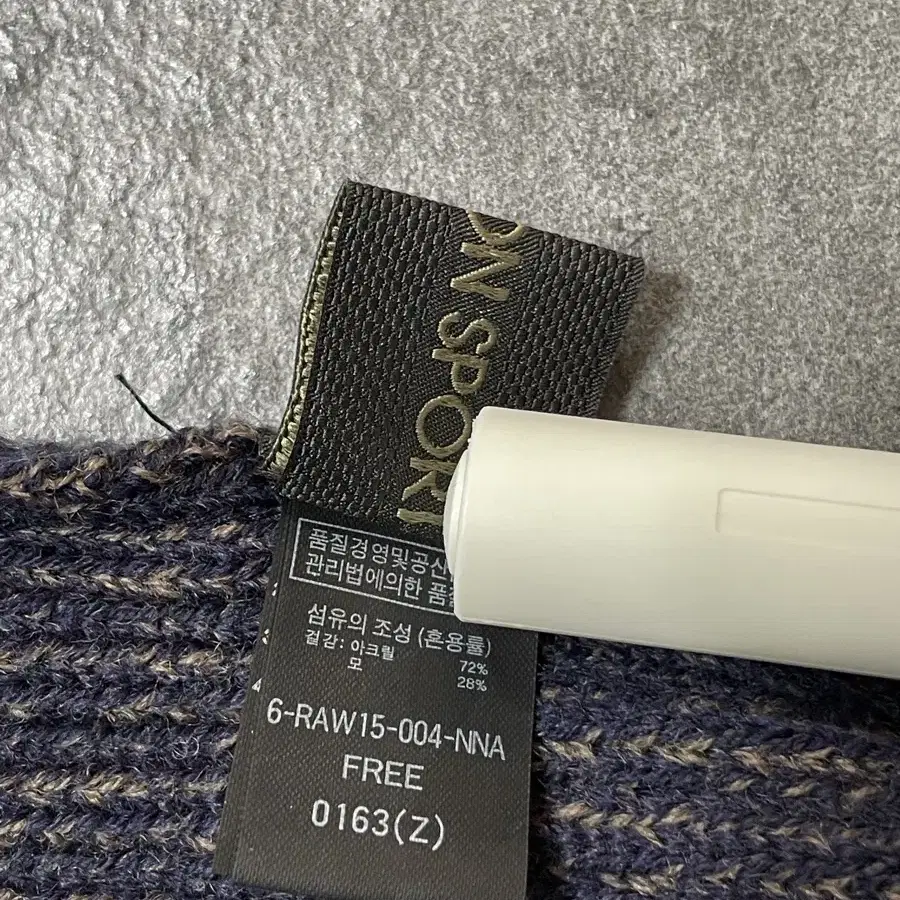 ON SPORT
품질경영및공산
관리법에의한 품
섬유의 조성 (혼용률)
겉감: 아크릴 72%
모 28%
6-RAW15-004-NNA
FREE
0163(Z)